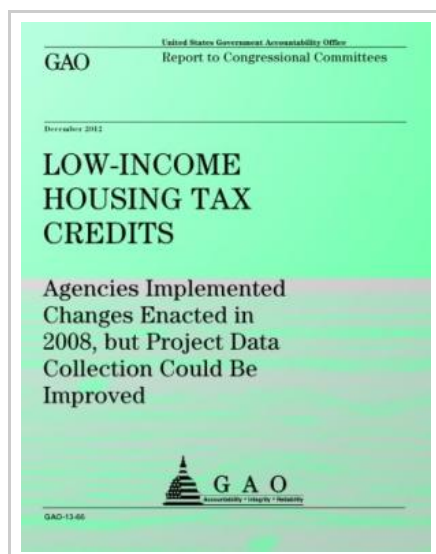 United States Government Accountability Office
GAO
Report to Congressional Committees
December 2012
LOW-INCOME
HOUSING TAX
CREDITS
Agencies Implemented
Changes Enacted in
2008, but Project Data
Collection Could Be
Improved
GAO
Accountability * Integrity * Reliability
GAO-13-66